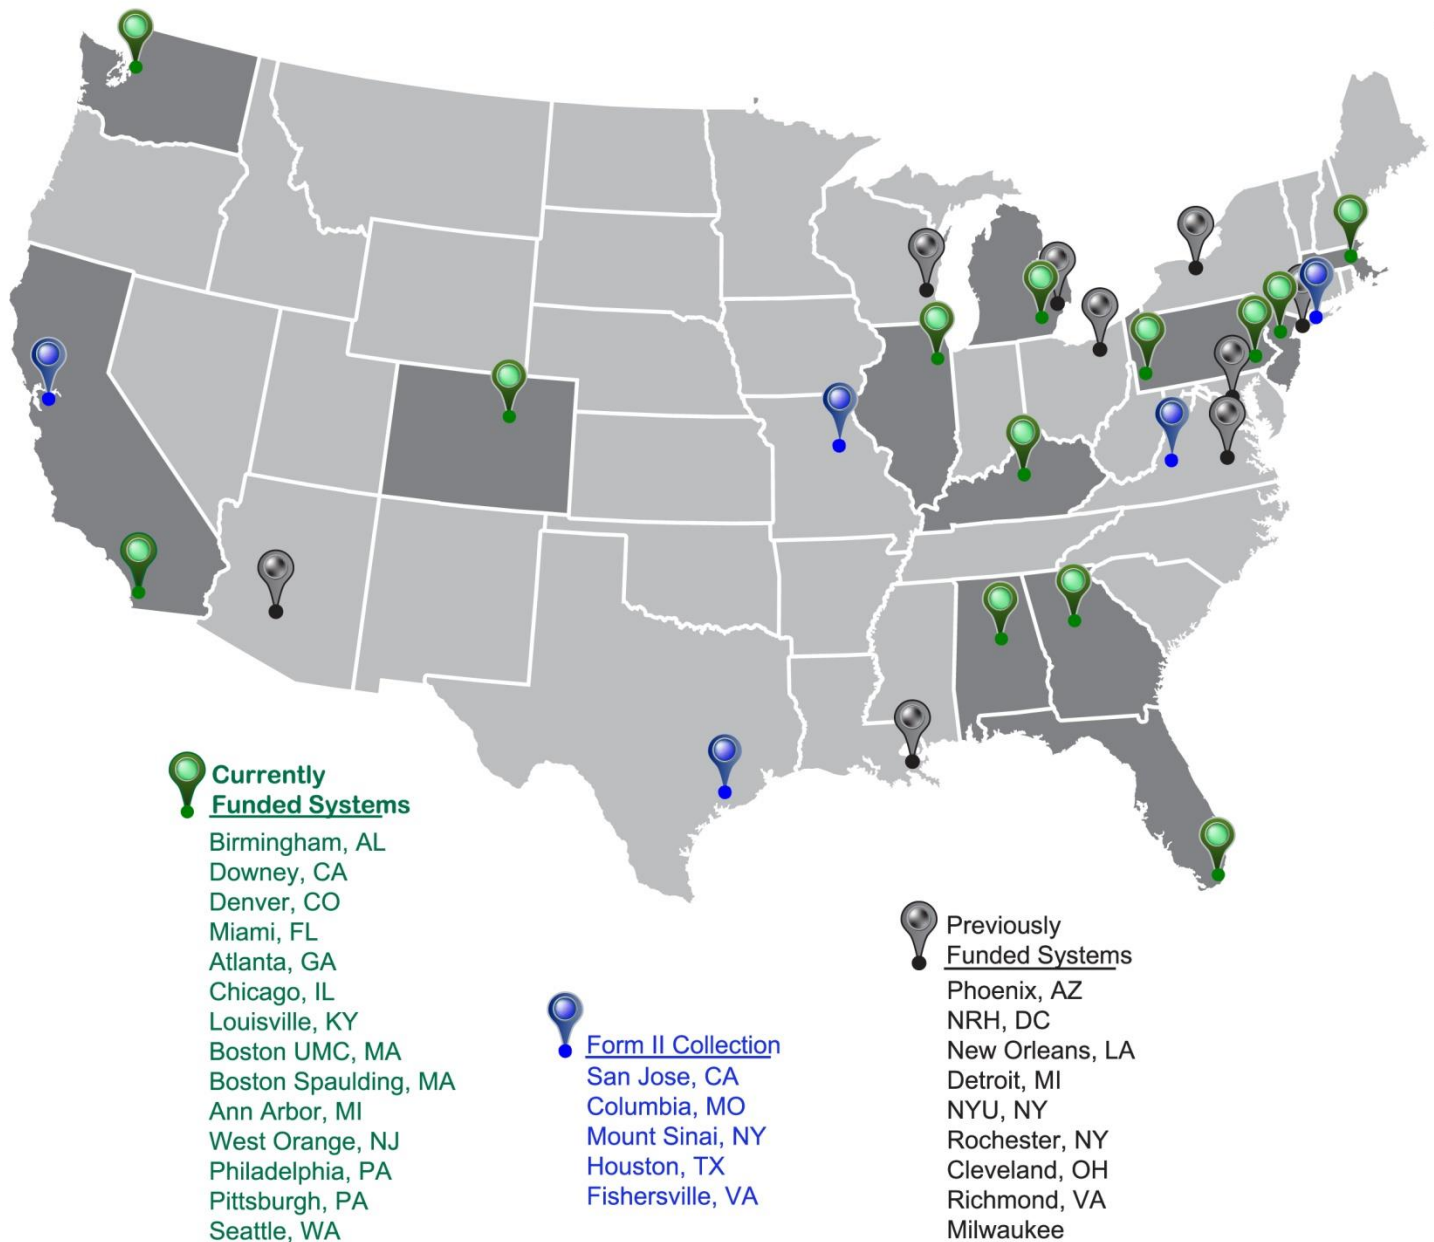 Currently
Funded Systems
Birmingham, AL
Downey, CA
Denver, CO
Miami, FL
Atlanta, GA
Chicago, IL
Louisville, KY
Boston UMC, MA
Boston Spaulding, MA
Ann Arbor, MI
West Orange, NJ
Philadelphia, PA
Pittsburgh, PA
Seattle, WA
Form II Collection
San Jose, CA
Columbia, MO
Mount Sinai, NY
Houston, TX
Fishersville, VA
Previously
Funded Systems
Phoenix, AZ
NRH, DC
New Orleans, LA
Detroit, MI
NYU, NY
Rochester, NY
Cleveland, OH
Richmond, VA
Milwaukee